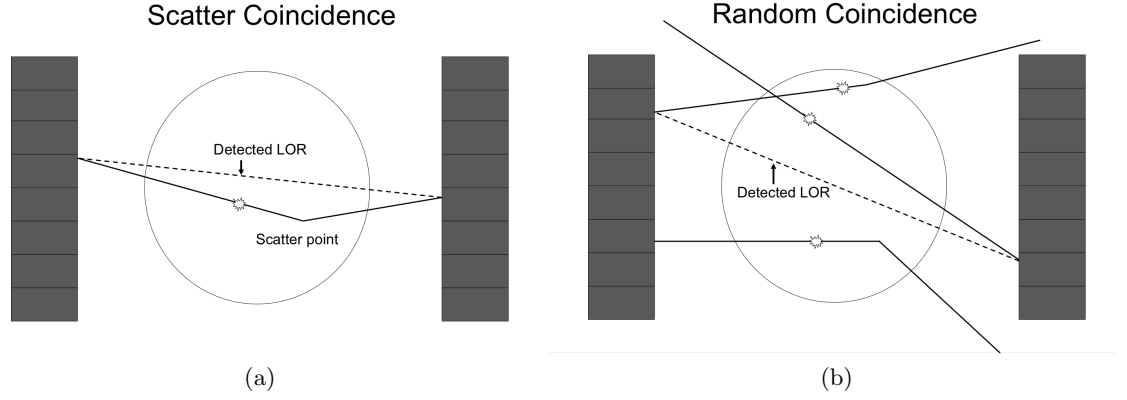 Scatter Coincidence
Detected LOR
Scatter point
(a)
Random Coincidence
Detected LOR
(b)